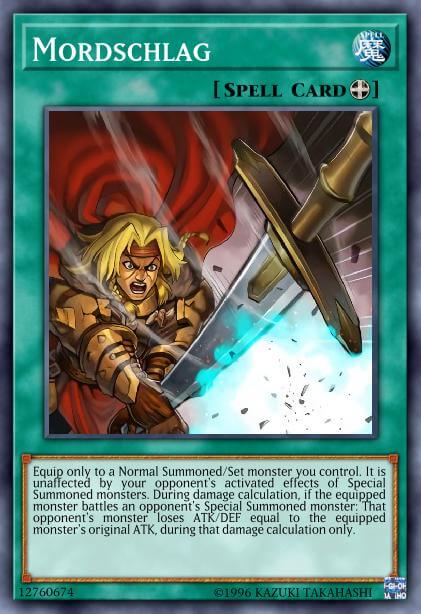 MORDSCHLAG
SPELL
魔
[SPELL CARD]
Equip only to a Normal Summoned/Set monster you control. It is
unaffected by your opponent's activated effects of Special
Summoned monsters. During damage calculation, if the equipped
monster battles an opponent's Special Summoned monster: That
opponent's monster loses ATK/DEF equal to the equipped
monster's original ATK, during that damage calculation only.
12760674
©1996 KAZUKI TAKAHASHI